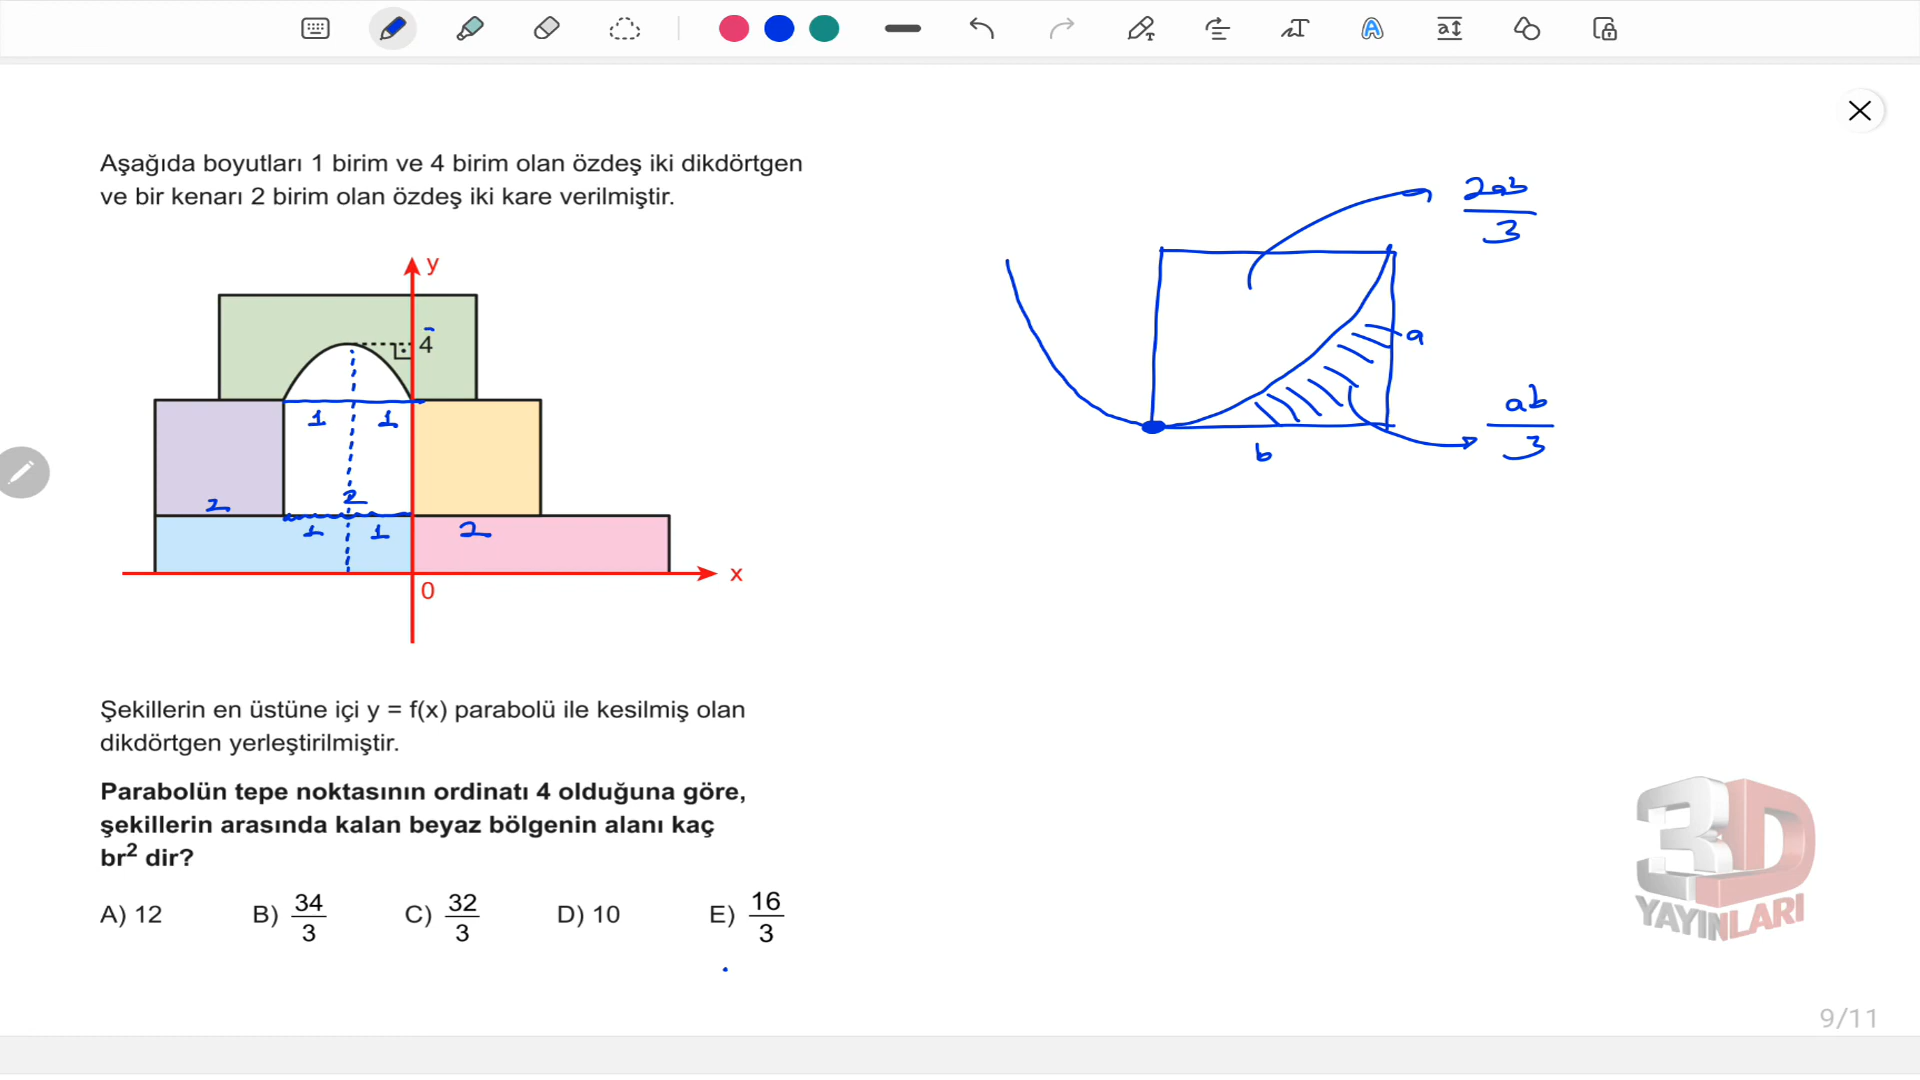 Aşağıda boyutları 1 birim ve 4 birim olan özdeş iki dikdörtgen
ve bir kenarı 2 birim olan özdeş iki kare verilmiştir.
y
4
1 1
2 2
1 1 2
x
0
2ab
3
a
ab
3
b
Şekillerin en üstüne içi y = f(x) parabolü ile kesilmiş olan
dikdörtgen yerleştirilmiştir.
Parabolün tepe noktasının ordinatı 4 olduğuna göre,
şekillerin arasında kalan beyaz bölgenin alanı kaç
br² dir?
A) 12 B) 34/3 C) 32/3 D) 10 E) 16/3
3D
YAYINLARI
9/11